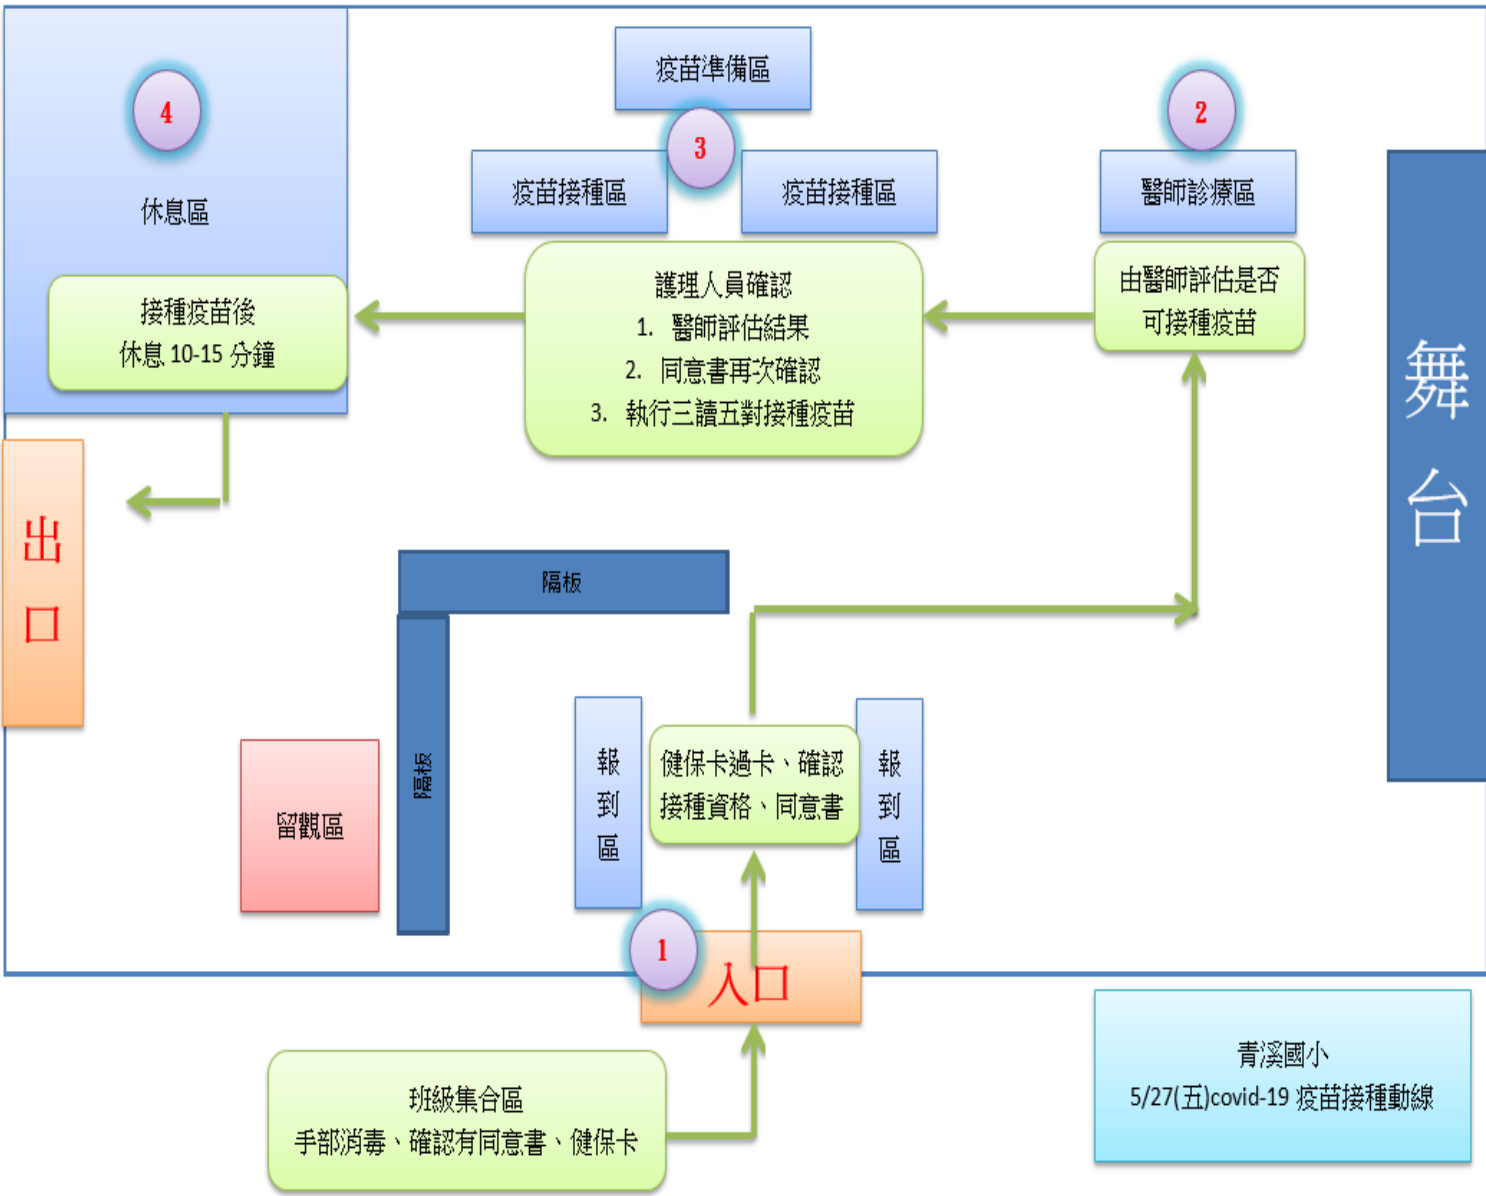 疫苗準備區
4
3
2
疫苗接種區
疫苗接種區
醫師診療區
休息區
接種疫苗後
休息 10-15 分鐘
護理人員確認
1. 醫師評估結果
2. 同意書再次確認
3. 執行三讀五對接種疫苗
由醫師評估是否
可接種疫苗
舞台
出口
隔板
隔板
留觀區
報到區
健保卡過卡、確認
接種資格、同意書
報到區
1
入口
班級集合區
手部消毒、確認有同意書、健保卡
青溪國小
5/27(五)covid-19 疫苗接種動線